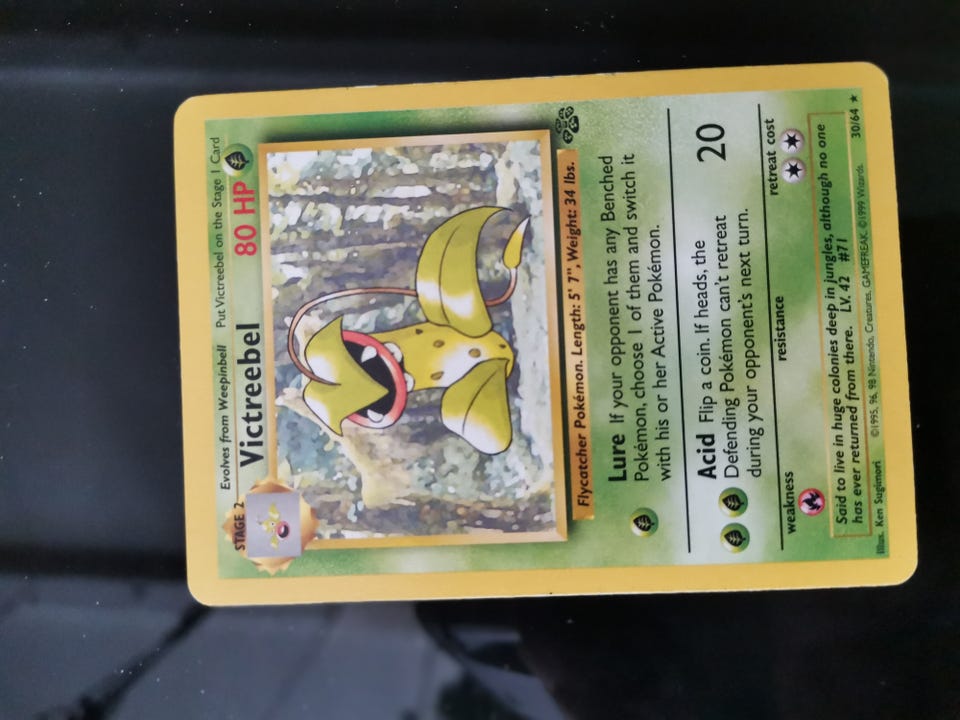 Evolves from Weepinbell Put Victreebel on the Stage 1 Card
STAGE 2
Victreebel 80 HP
Flycatcher Pokémon. Length: 5' 7", Weight: 34 lbs.
Lure If your opponent has any Benched
Pokémon, choose 1 of them and switch it
with his or her Active Pokémon.
Acid Flip a coin. If heads, the
Defending Pokémon can't retreat
during your opponent's next turn.
20
weakness resistance retreat cost
Said to live in huge colonies deep in jungles, although no one
has ever returned from there. LV. 42 #71
Illus. Ken Sugimori ©1995, 96, 98 Nintendo, Creatures, GAMEFREAK. ©1999 Wizards. 30/64 ★